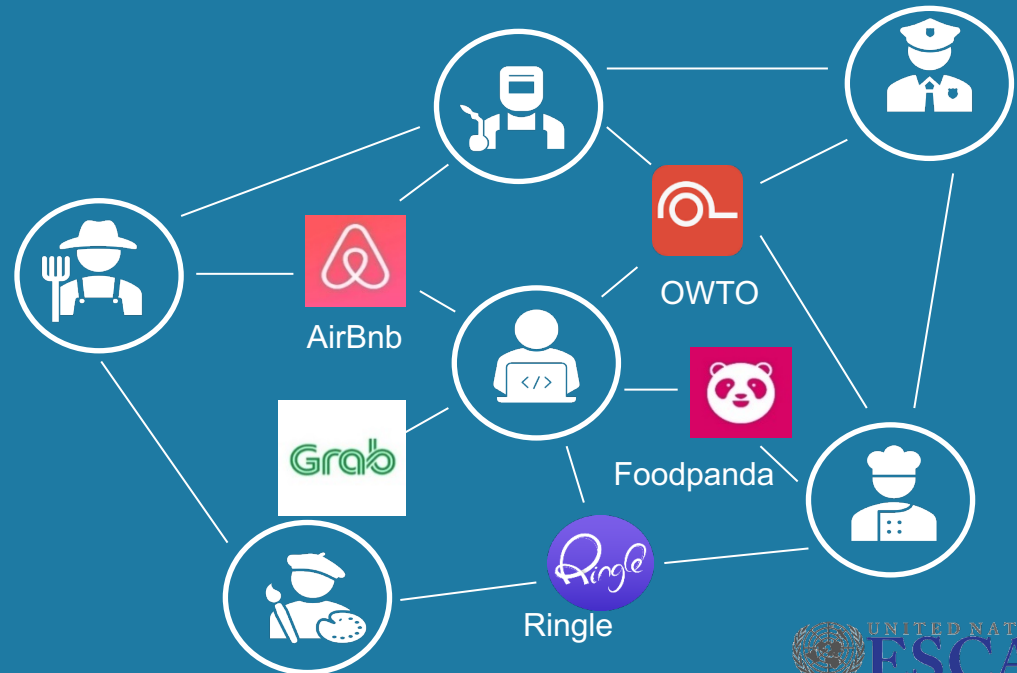 OWTO
AirBnb
</>
Grab
Foodpanda
Ringle
Ringle
UNITED NAT
ESCA